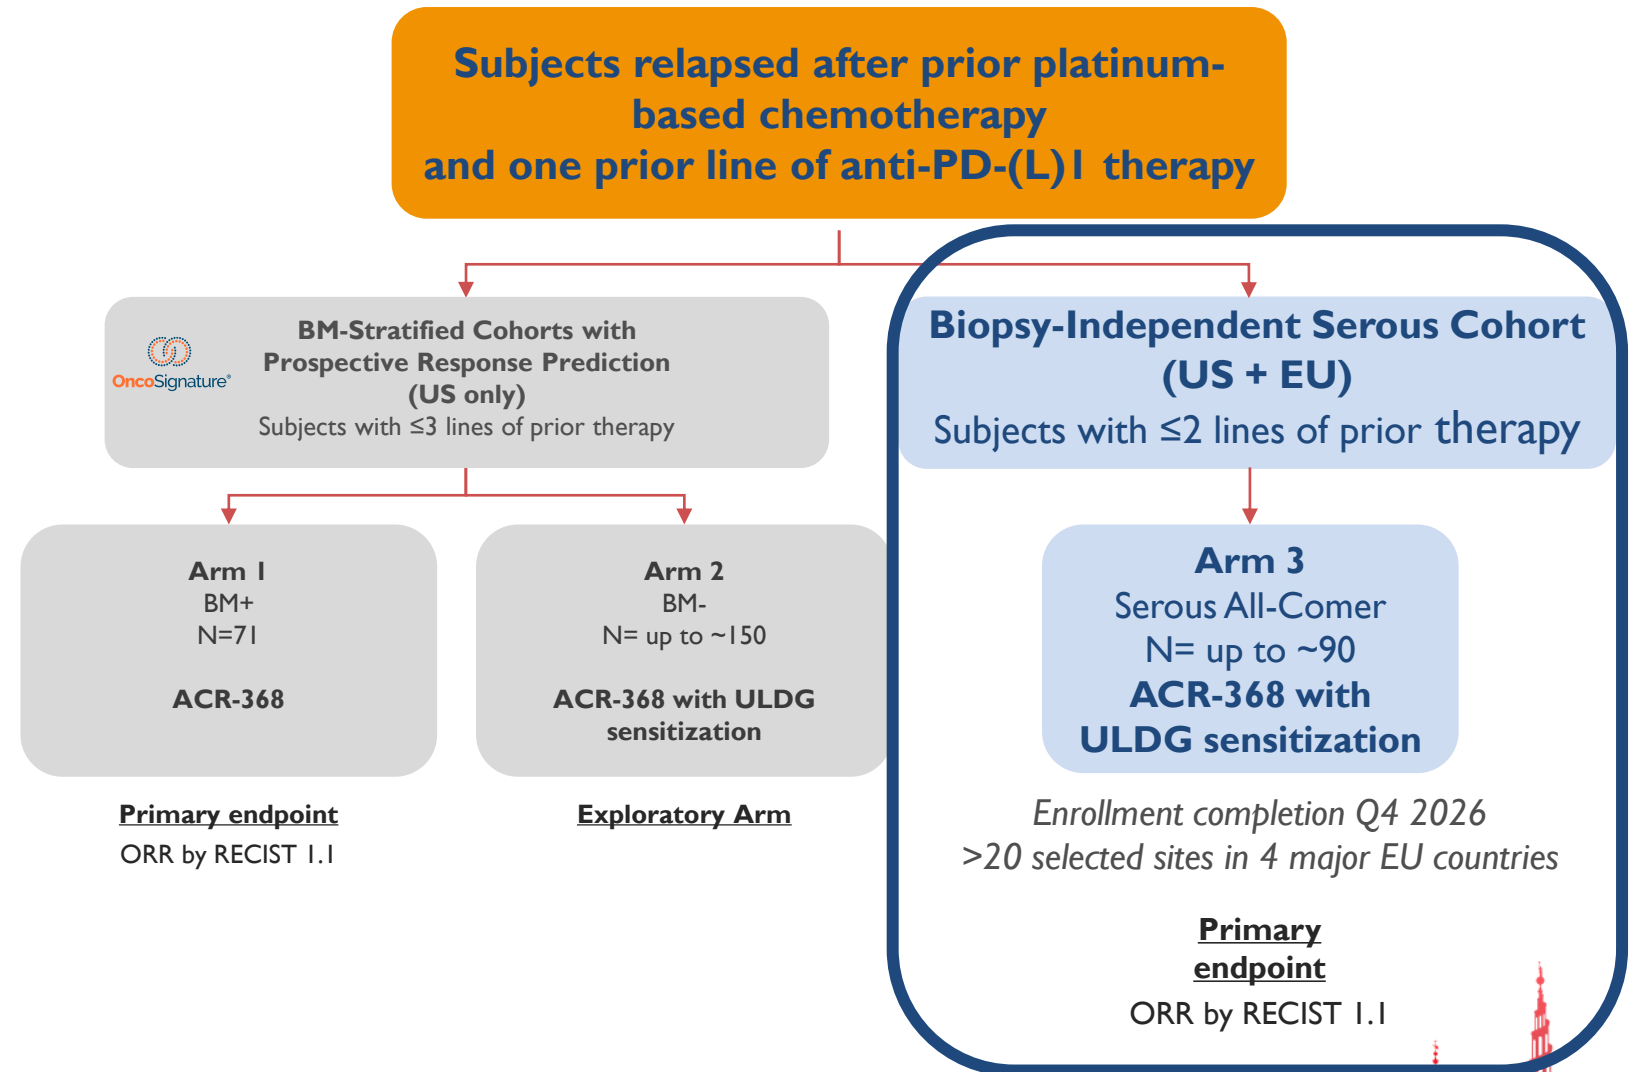 Subjects relapsed after prior platinum-
based chemotherapy
and one prior line of anti-PD-(L)1 therapy
OncoSignature®
BM-Stratified Cohorts with
Prospective Response Prediction
(US only)
Subjects with ≤3 lines of prior therapy
Biopsy-Independent Serous Cohort
(US + EU)
Subjects with ≤2 lines of prior therapy
Arm 1
BM+
N=71
ACR-368
Primary endpoint
ORR by RECIST 1.1
Arm 2
BM-
N= up to ~150
ACR-368 with ULDG
sensitization
Exploratory Arm
Arm 3
Serous All-Comer
N= up to ~90
ACR-368 with
ULDG sensitization
Enrollment completion Q4 2026
>20 selected sites in 4 major EU countries
Primary
endpoint
ORR by RECIST 1.1